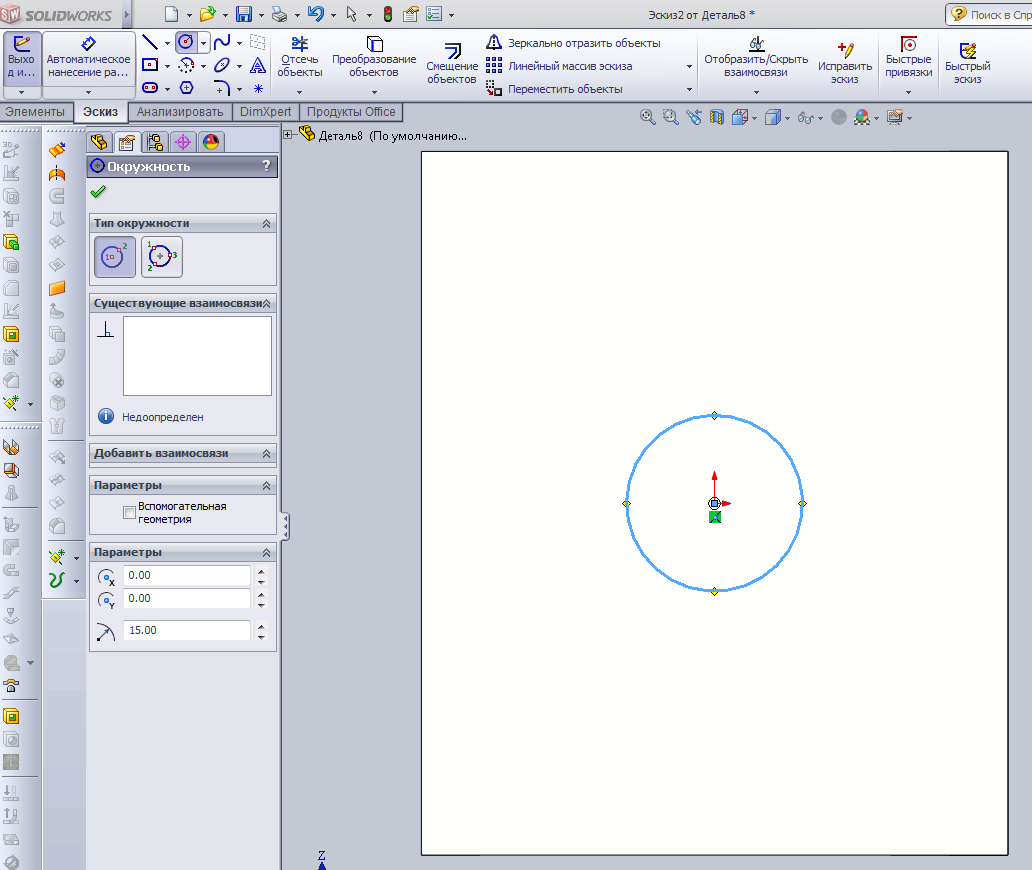 SOLIDWORKS
Эскиз2 от Деталь8 *
Поиск в Спр
Выхо
д и...
Автоматическое
нанесение ра...
Отсечь
объекты
Преобразование
объектов
Смещение
объектов
Зеркально отразить объекты
Линейный массив эскиза
Переместить объекты
Отобразить/Скрыть
взаимосвязи
Исправить
эскиз
Быстрые
привязки
Быстрый
эскиз
Элементы
Эскиз
Анализировать
DimXpert
Продукты Office
Деталь8 (По умолчанию...
Окружность
?
Тип окружности
Существующие взаимосвязи
Недоопределен
Добавить взаимосвязи
Параметры
Вспомогательная
геометрия
Параметры
X
0.00
Y
0.00
15.00
Z